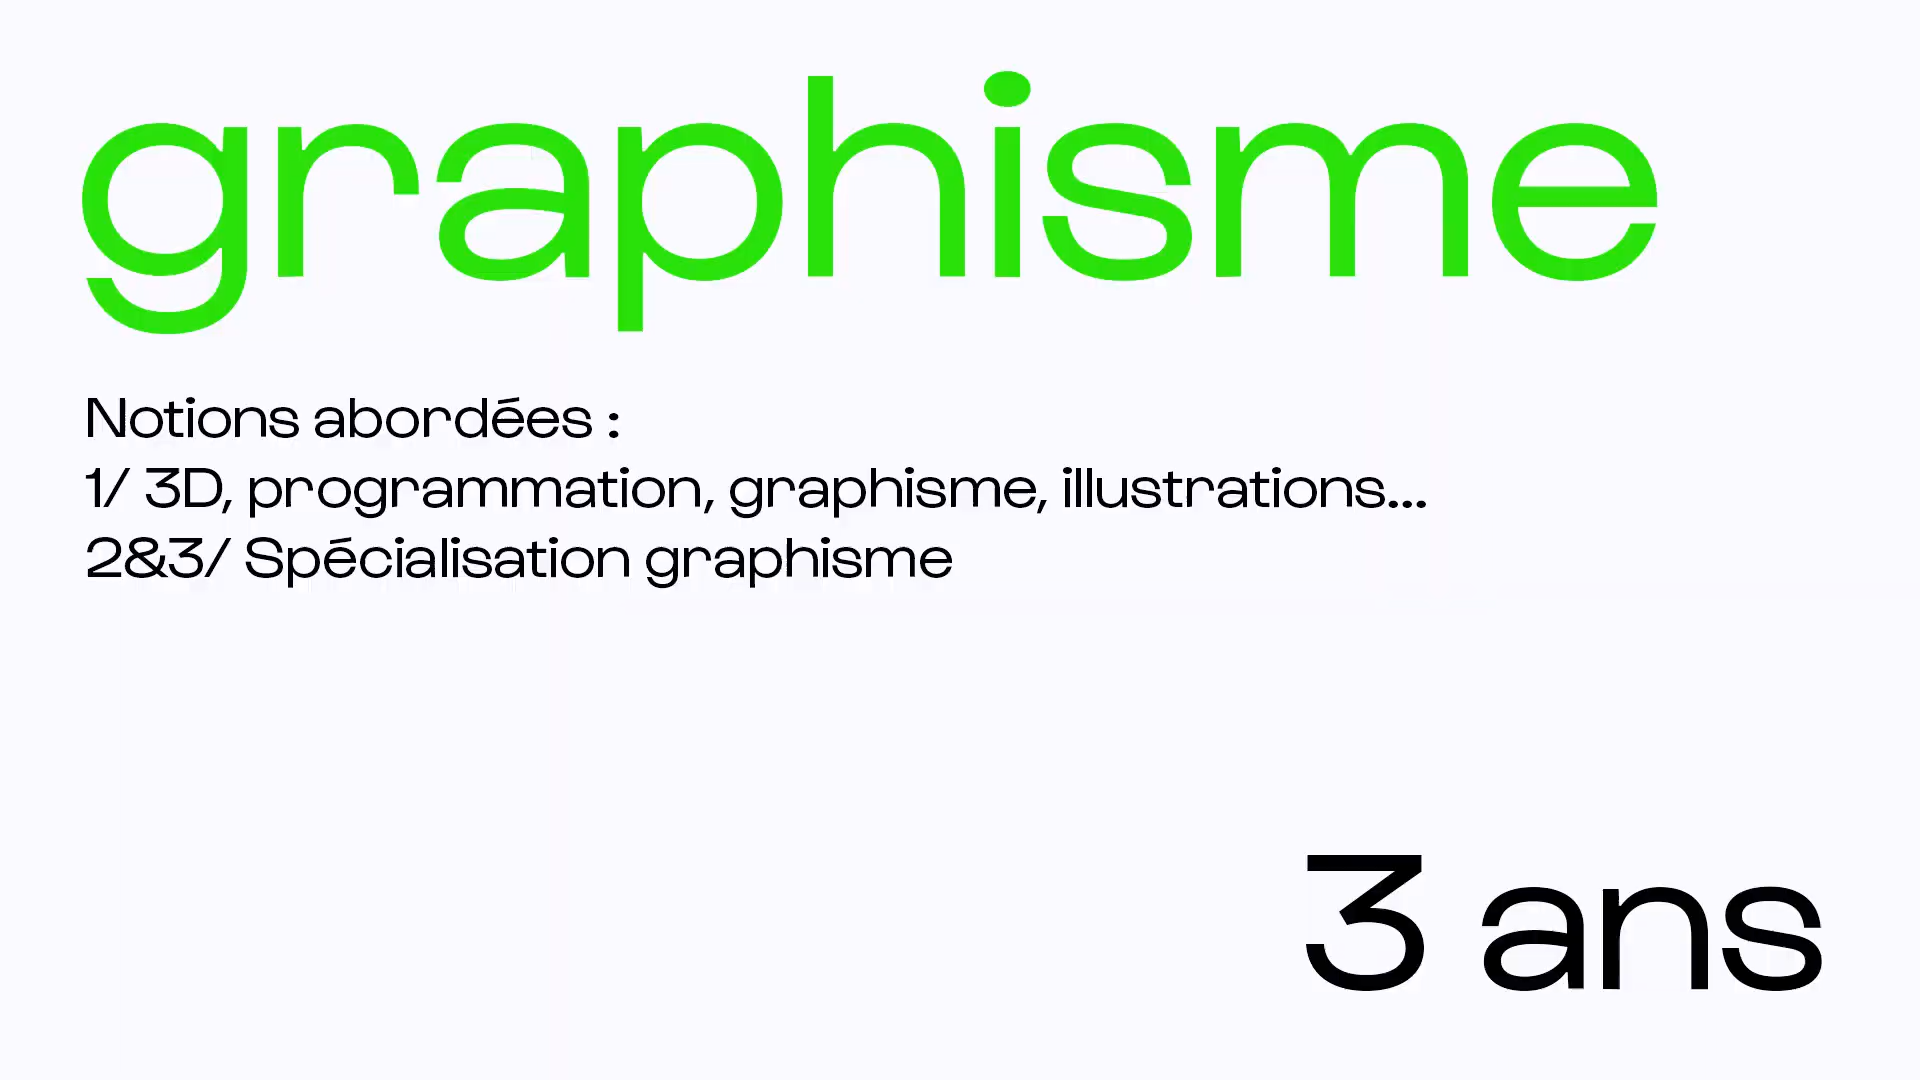 graphisme
Notions abordées :
1/ 3D, programmation, graphisme, illustrations...
2&3/ Spécialisation graphisme
3 ans